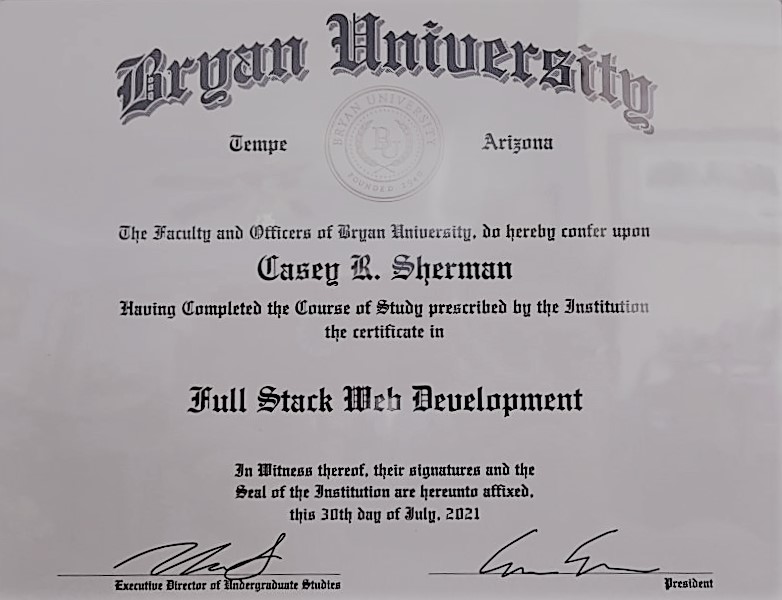 Bryan University
Tempe Arizona
BRYAN UNIVERSITY
BU
FOUNDED 1940
The Faculty and Officers of Bryan University, do hereby confer upon
Casey R. Sherman
Having Completed the Course of Study prescribed by the Institution
the certificate in
Full Stack Web Development
In Witness thereof, their signatures and the
Seal of the Institution are hereunto affixed,
this 30th day of July, 2021
Executive Director of Undergraduate Studies
President